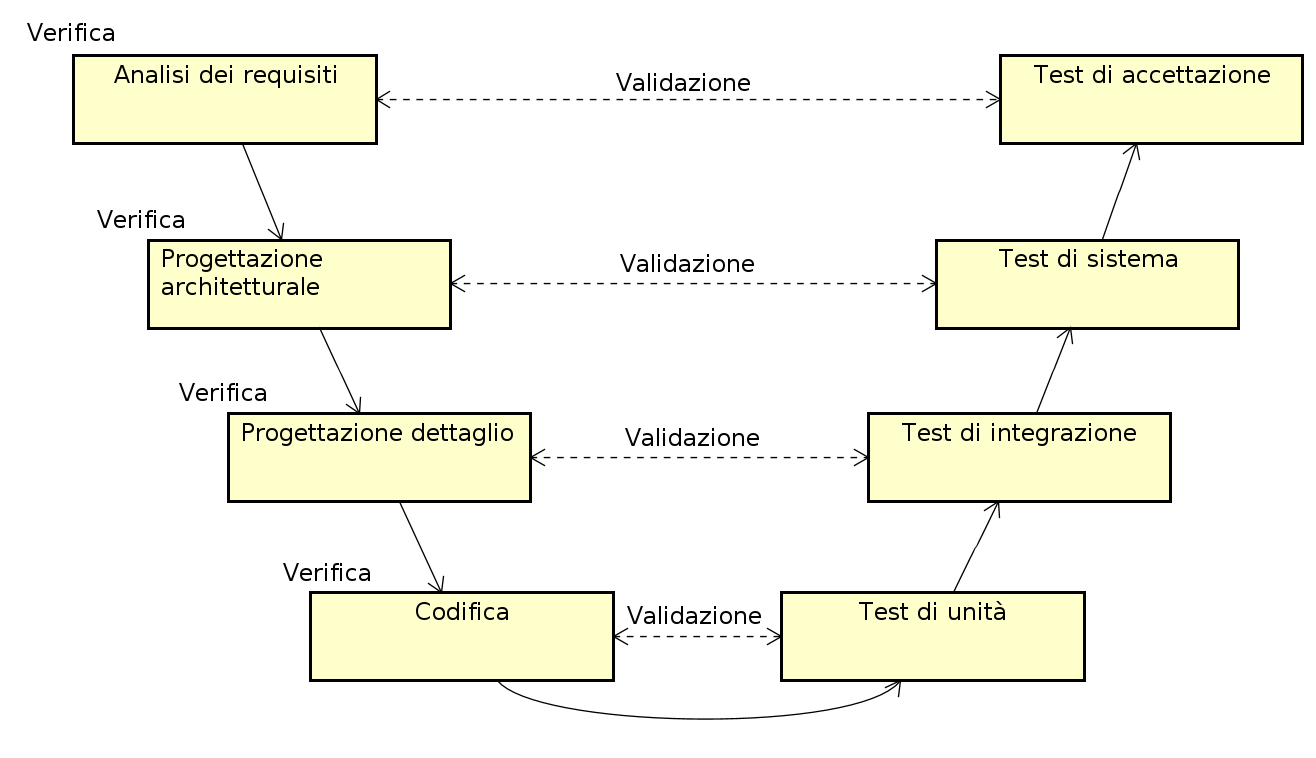 Verifica
Analisi dei requisiti
Validazione
Test di accettazione
Verifica
Progettazione
architetturale
Validazione
Test di sistema
Verifica
Progettazione dettaglio
Validazione
Test di integrazione
Verifica
Codifica
Validazione
Test di unità